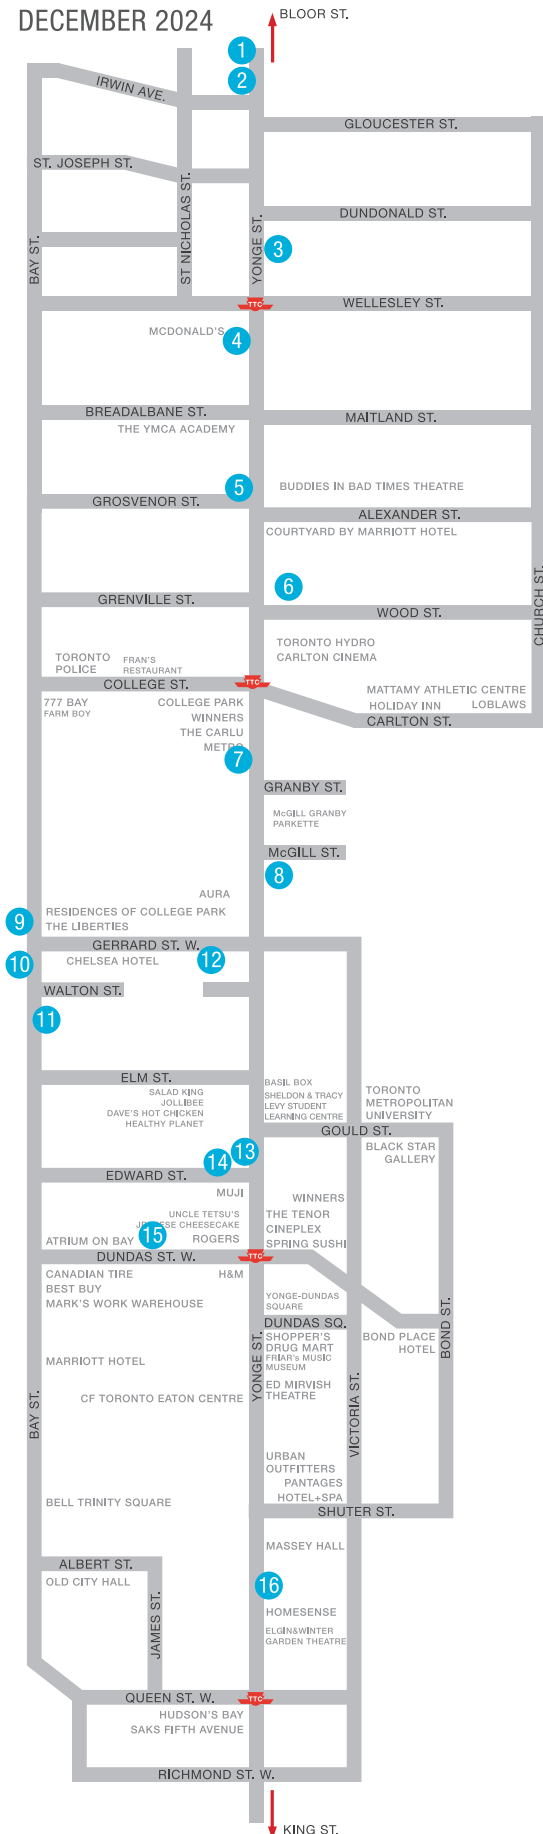 DECEMBER 2024
BLOOR ST.
1
2
IRWIN AVE.
GLOUCESTER ST.
ST. JOSEPH ST.
ST NICHOLAS ST.
DUNDONALD ST.
BAY ST.
YONGE ST.
3
TTC
WELLESLEY ST.
MCDONALD'S
4
BREADALBANE ST.
MAITLAND ST.
THE YMCA ACADEMY
5
BUDDIES IN BAD TIMES THEATRE
GROSVENOR ST.
ALEXANDER ST.
COURTYARD BY MARRIOTT HOTEL
6
CHURCH ST.
GRENVILLE ST.
WOOD ST.
TORONTO HYDRO
CARLTON CINEMA
TORONTO
POLICE
FRAN'S
RESTAURANT
COLLEGE ST.
TTC
MATTAMY ATHLETIC CENTRE
HOLIDAY INN
LOBLAWS
CARLTON ST.
777 BAY
FARM BOY
COLLEGE PARK
WINNERS
THE CARLU
METRO
7
GRANBY ST.
McGILL GRANBY
PARKETTE
McGILL ST.
8
AURA
9
RESIDENCES OF COLLEGE PARK
THE LIBERTIES
GERRARD ST. W.
10
CHELSEA HOTEL
12
WALTON ST.
11
ELM ST.
BASIL BOX
SHELDON & TRACY
LEVY STUDENT
LEARNING CENTRE
TORONTO
METROPOLITAN
UNIVERSITY
SALAD KING
JOLLIBEE
DAVE'S HOT CHICKEN
HEALTHY PLANET
GOULD ST.
BLACK STAR
GALLERY
13
14
EDWARD ST.
MUJI
WINNERS
UNCLE TETSU'S
JPNESE CHEESECAKE
THE TENOR
CINEPLEX
SPRING SUSHI
15
ATRIUM ON BAY
ROGERS
DUNDAS ST. W.
TTC
CANADIAN TIRE
H&M
BEST BUY
MARK'S WORK WAREHOUSE
YONGE-DUNDAS
SQUARE
DUNDAS SQ.
BOND ST.
BOND PLACE
HOTEL
SHOPPER'S
DRUG MART
FRIAR's MUSIC
MUSEUM
YONGE ST.
MARRIOTT HOTEL
ED MIRVISH
THEATRE
CF TORONTO EATON CENTRE
BAY ST.
VICTORIA ST.
URBAN
OUTFITTERS
PANTAGES
HOTEL+SPA
BELL TRINITY SQUARE
SHUTER ST.
MASSEY HALL
ALBERT ST.
OLD CITY HALL
16
JAMES ST.
HOMESENSE
ELGIN&WINTER
GARDEN THEATRE
QUEEN ST. W.
TTC
HUDSON'S BAY
SAKS FIFTH AVENUE
RICHMOND ST. W.
KING ST.